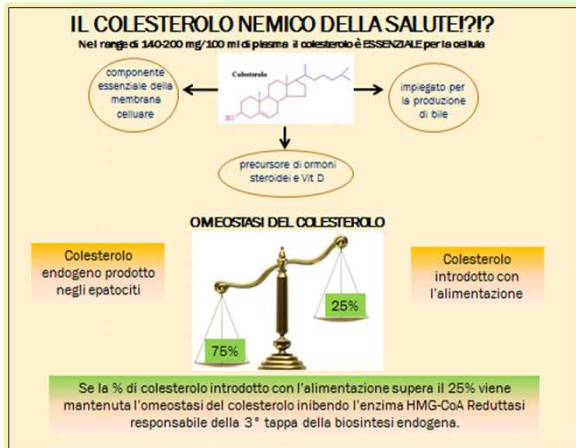 IL COLESTEROLO NEMICO DELLA SALUTE!?!?
Nel range di 140-200 mg/100 ml di plasma il colesterolo è ESSENZIALE per la cellula
componente
essenziale della
membrana
celluare
Colesterolo
HO
impiegato per
la produzione
di bile
precursore di ormoni
steroidei e Vit D
OMEOSTASI DEL COLESTEROLO
Colesterolo
endogeno prodotto
negli epatociti
Colesterolo
introdotto con
l'alimentazione
25%
75%
Se la % di colesterolo introdotto con l'alimentazione supera il 25% viene
mantenuta l'omeostasi del colesterolo inibendo l'enzima HMG-CoA Reduttasi
responsabile della 3° tappa della biosintesi endogena.